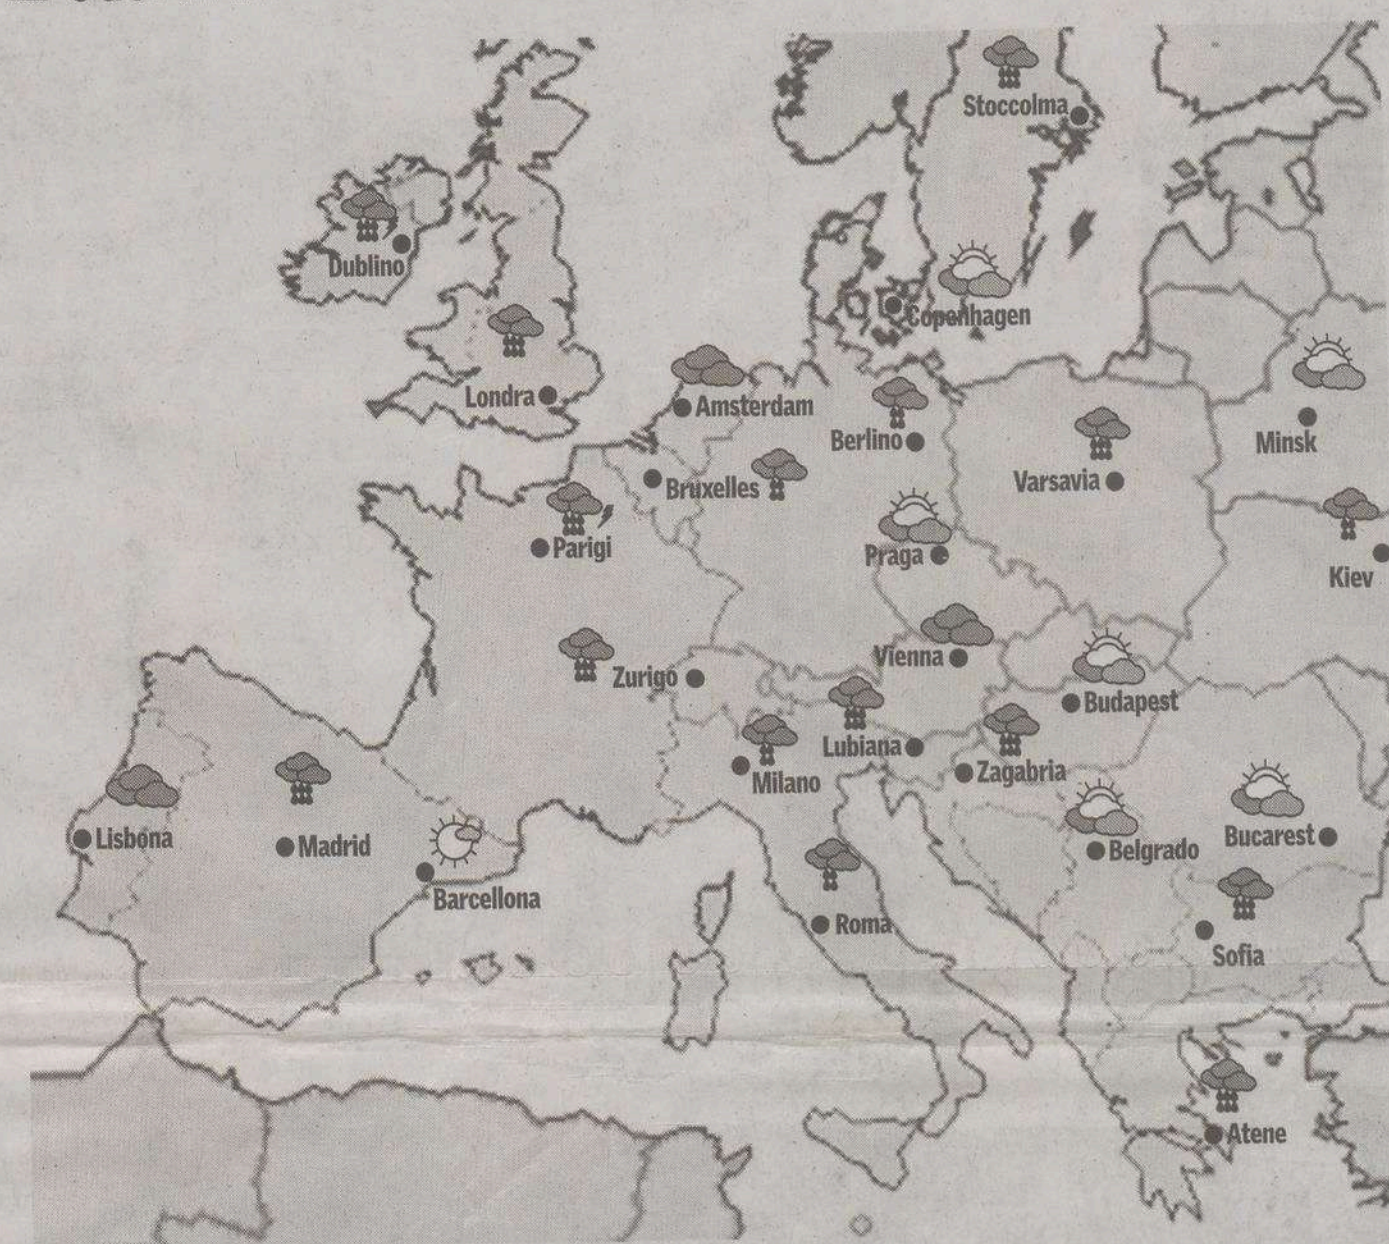 Stoccolma
Dublino
Copenhagen
Londra
Amsterdam
Berlino
Minsk
Bruxelles
Varsavia
Parigi
Praga
Kiev
Vienna
Zurigo
Budapest
Lubiana
Zagabria
Milano
Lisbona
Madrid
Belgrado
Bucarest
Barcellona
Roma
Sofia
Atene